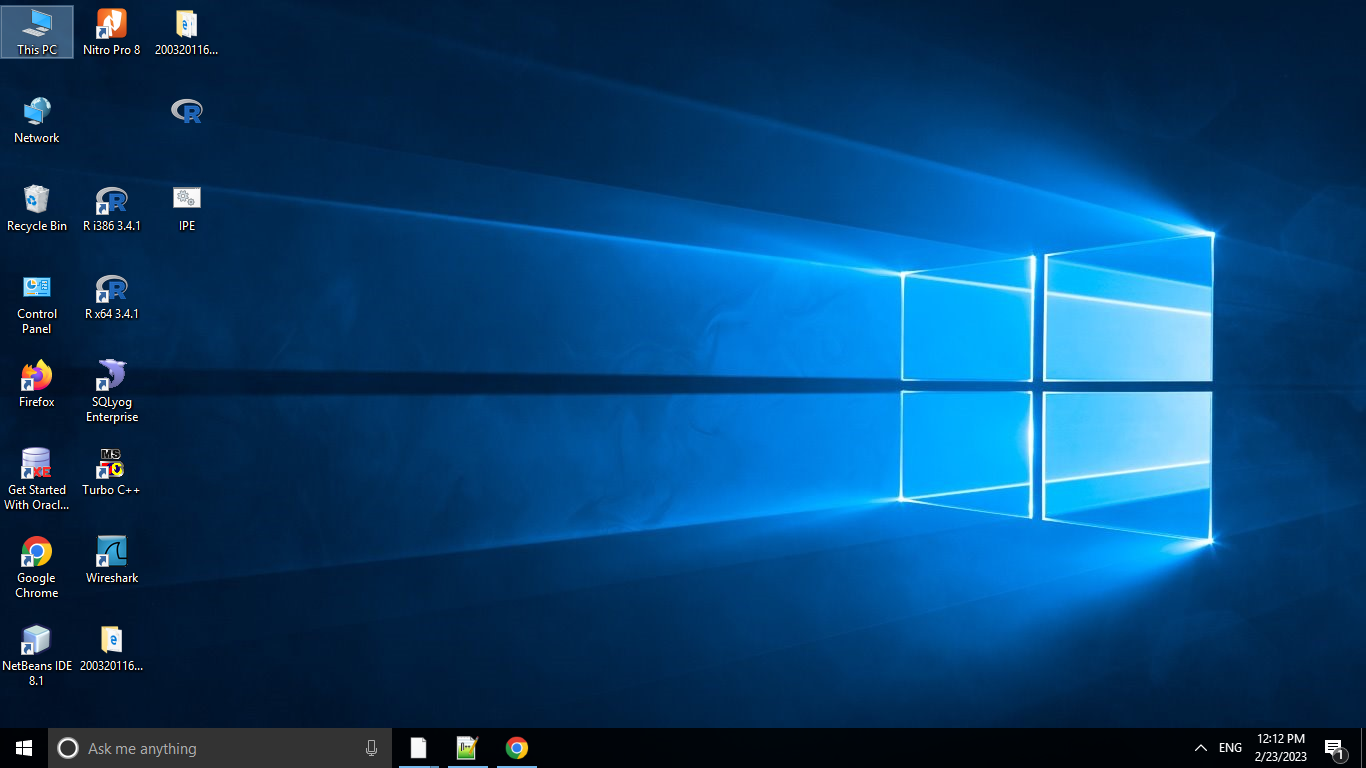 This PC
Nitro Pro 8
200320116...
Network
Recycle Bin
R i386 3.4.1
IPE
Control
Panel
R x64 3.4.1
Firefox
SQLyog
Enterprise
Get Started
With Oracl...
XE
MS
Turbo C++
Google
Chrome
Wireshark
NetBeans IDE
8.1
200320116...
Ask me anything
ENG
12:12 PM
2/23/2023
1